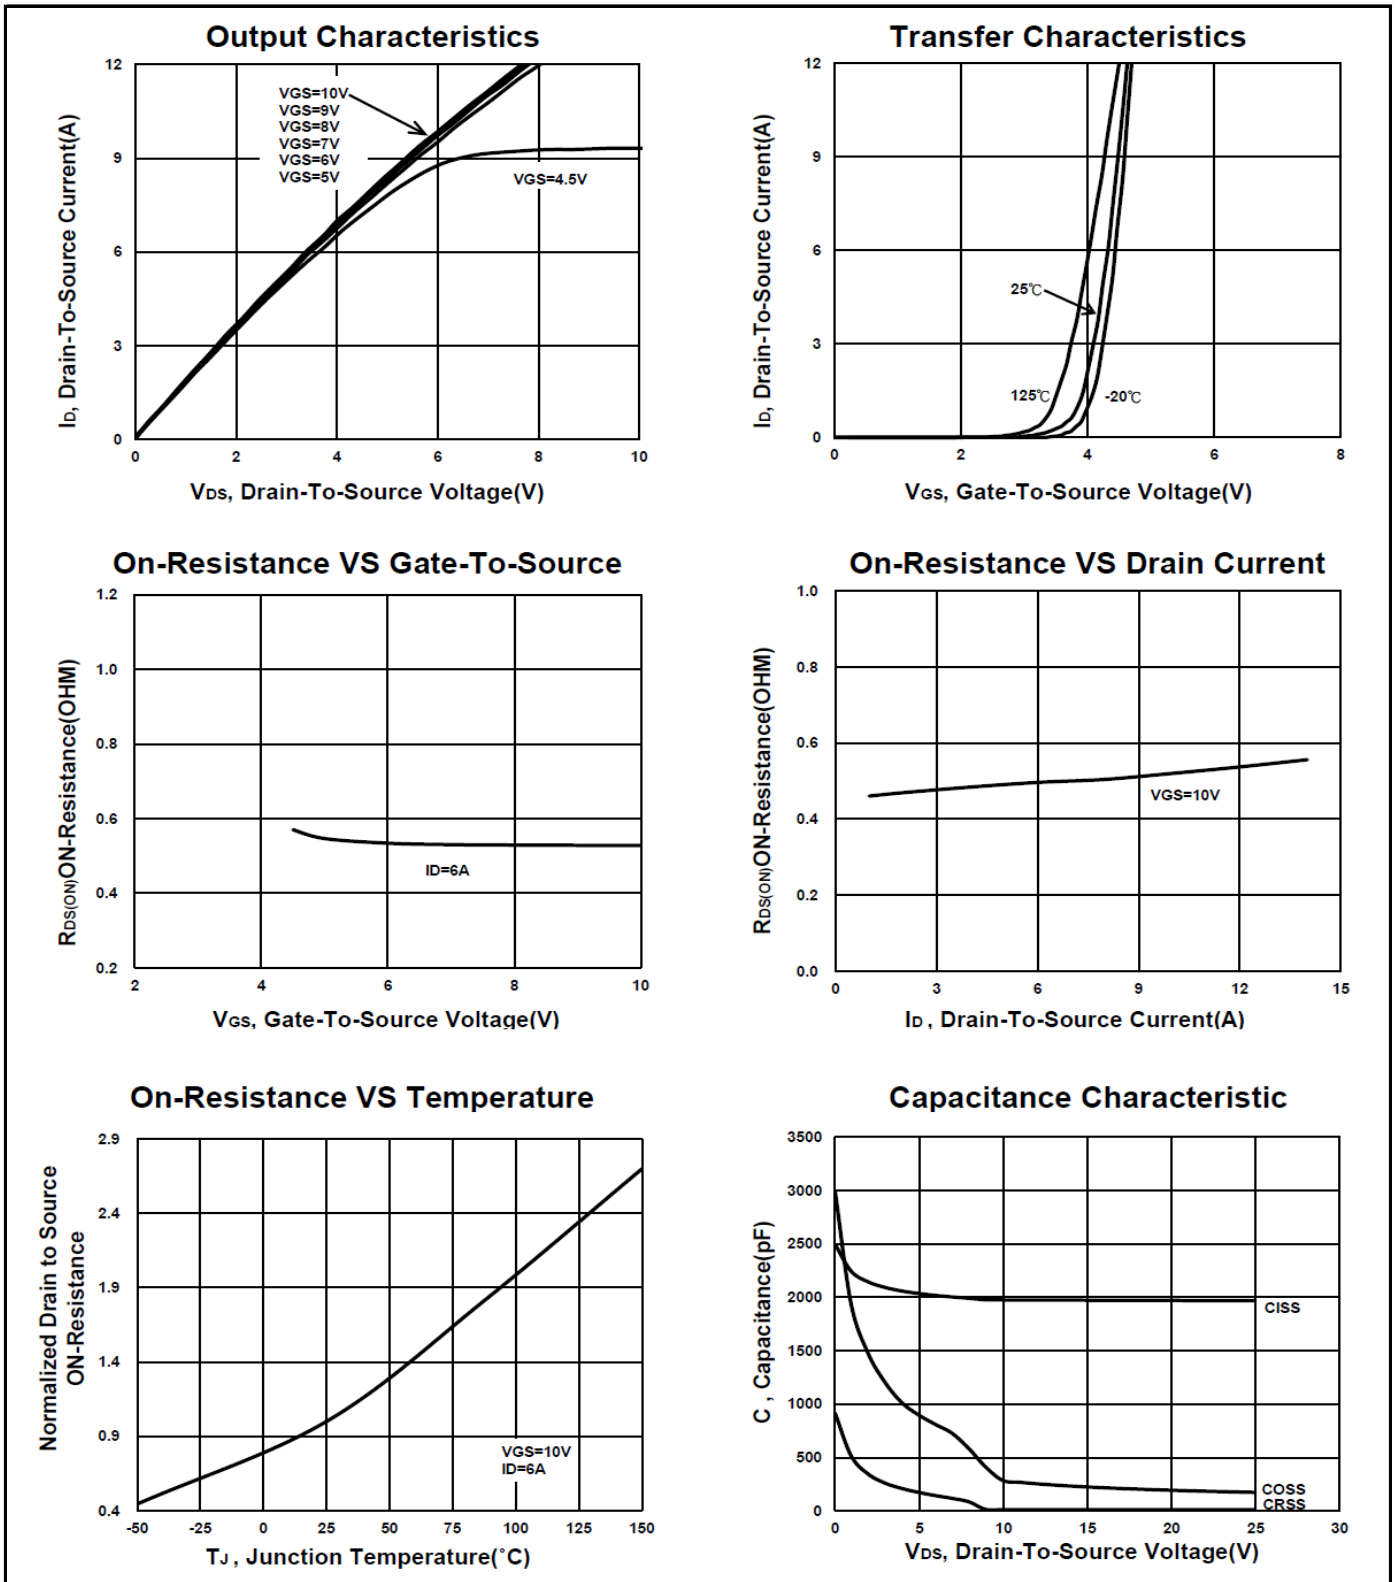 Output Characteristics
12
9
6
3
0
0 2 4 6 8 10
VGS=10V
VGS=9V
VGS=8V
VGS=7V
VGS=6V
VGS=5V
VGS=4.5V
ID, Drain-To-Source Current(A)
VDS, Drain-To-Source Voltage(V)
Transfer Characteristics
12
9
6
3
0
0 2 4 6 8
25℃
125℃
-20℃
ID, Drain-To-Source Current(A)
VGS, Gate-To-Source Voltage(V)
On-Resistance VS Gate-To-Source
1.2
1.0
0.8
0.6
0.4
0.2
2 4 6 8 10
ID=6A
RDS(ON)ON-Resistance(OHM)
VGS, Gate-To-Source Voltage(V)
On-Resistance VS Drain Current
1.0
0.8
0.6
0.4
0.2
0.0
0 3 6 9 12 15
VGS=10V
RDS(ON)ON-Resistance(OHM)
ID , Drain-To-Source Current(A)
On-Resistance VS Temperature
2.9
2.4
1.9
1.4
0.9
0.4
-50 -25 0 25 50 75 100 125 150
VGS=10V
ID=6A
Normalized Drain to Source
ON-Resistance
TJ , Junction Temperature(˚C)
Capacitance Characteristic
3500
3000
2500
2000
1500
1000
500
0
0 5 10 15 20 25 30
CISS
COSS
CRSS
C , Capacitance(pF)
VDS, Drain-To-Source Voltage(V)